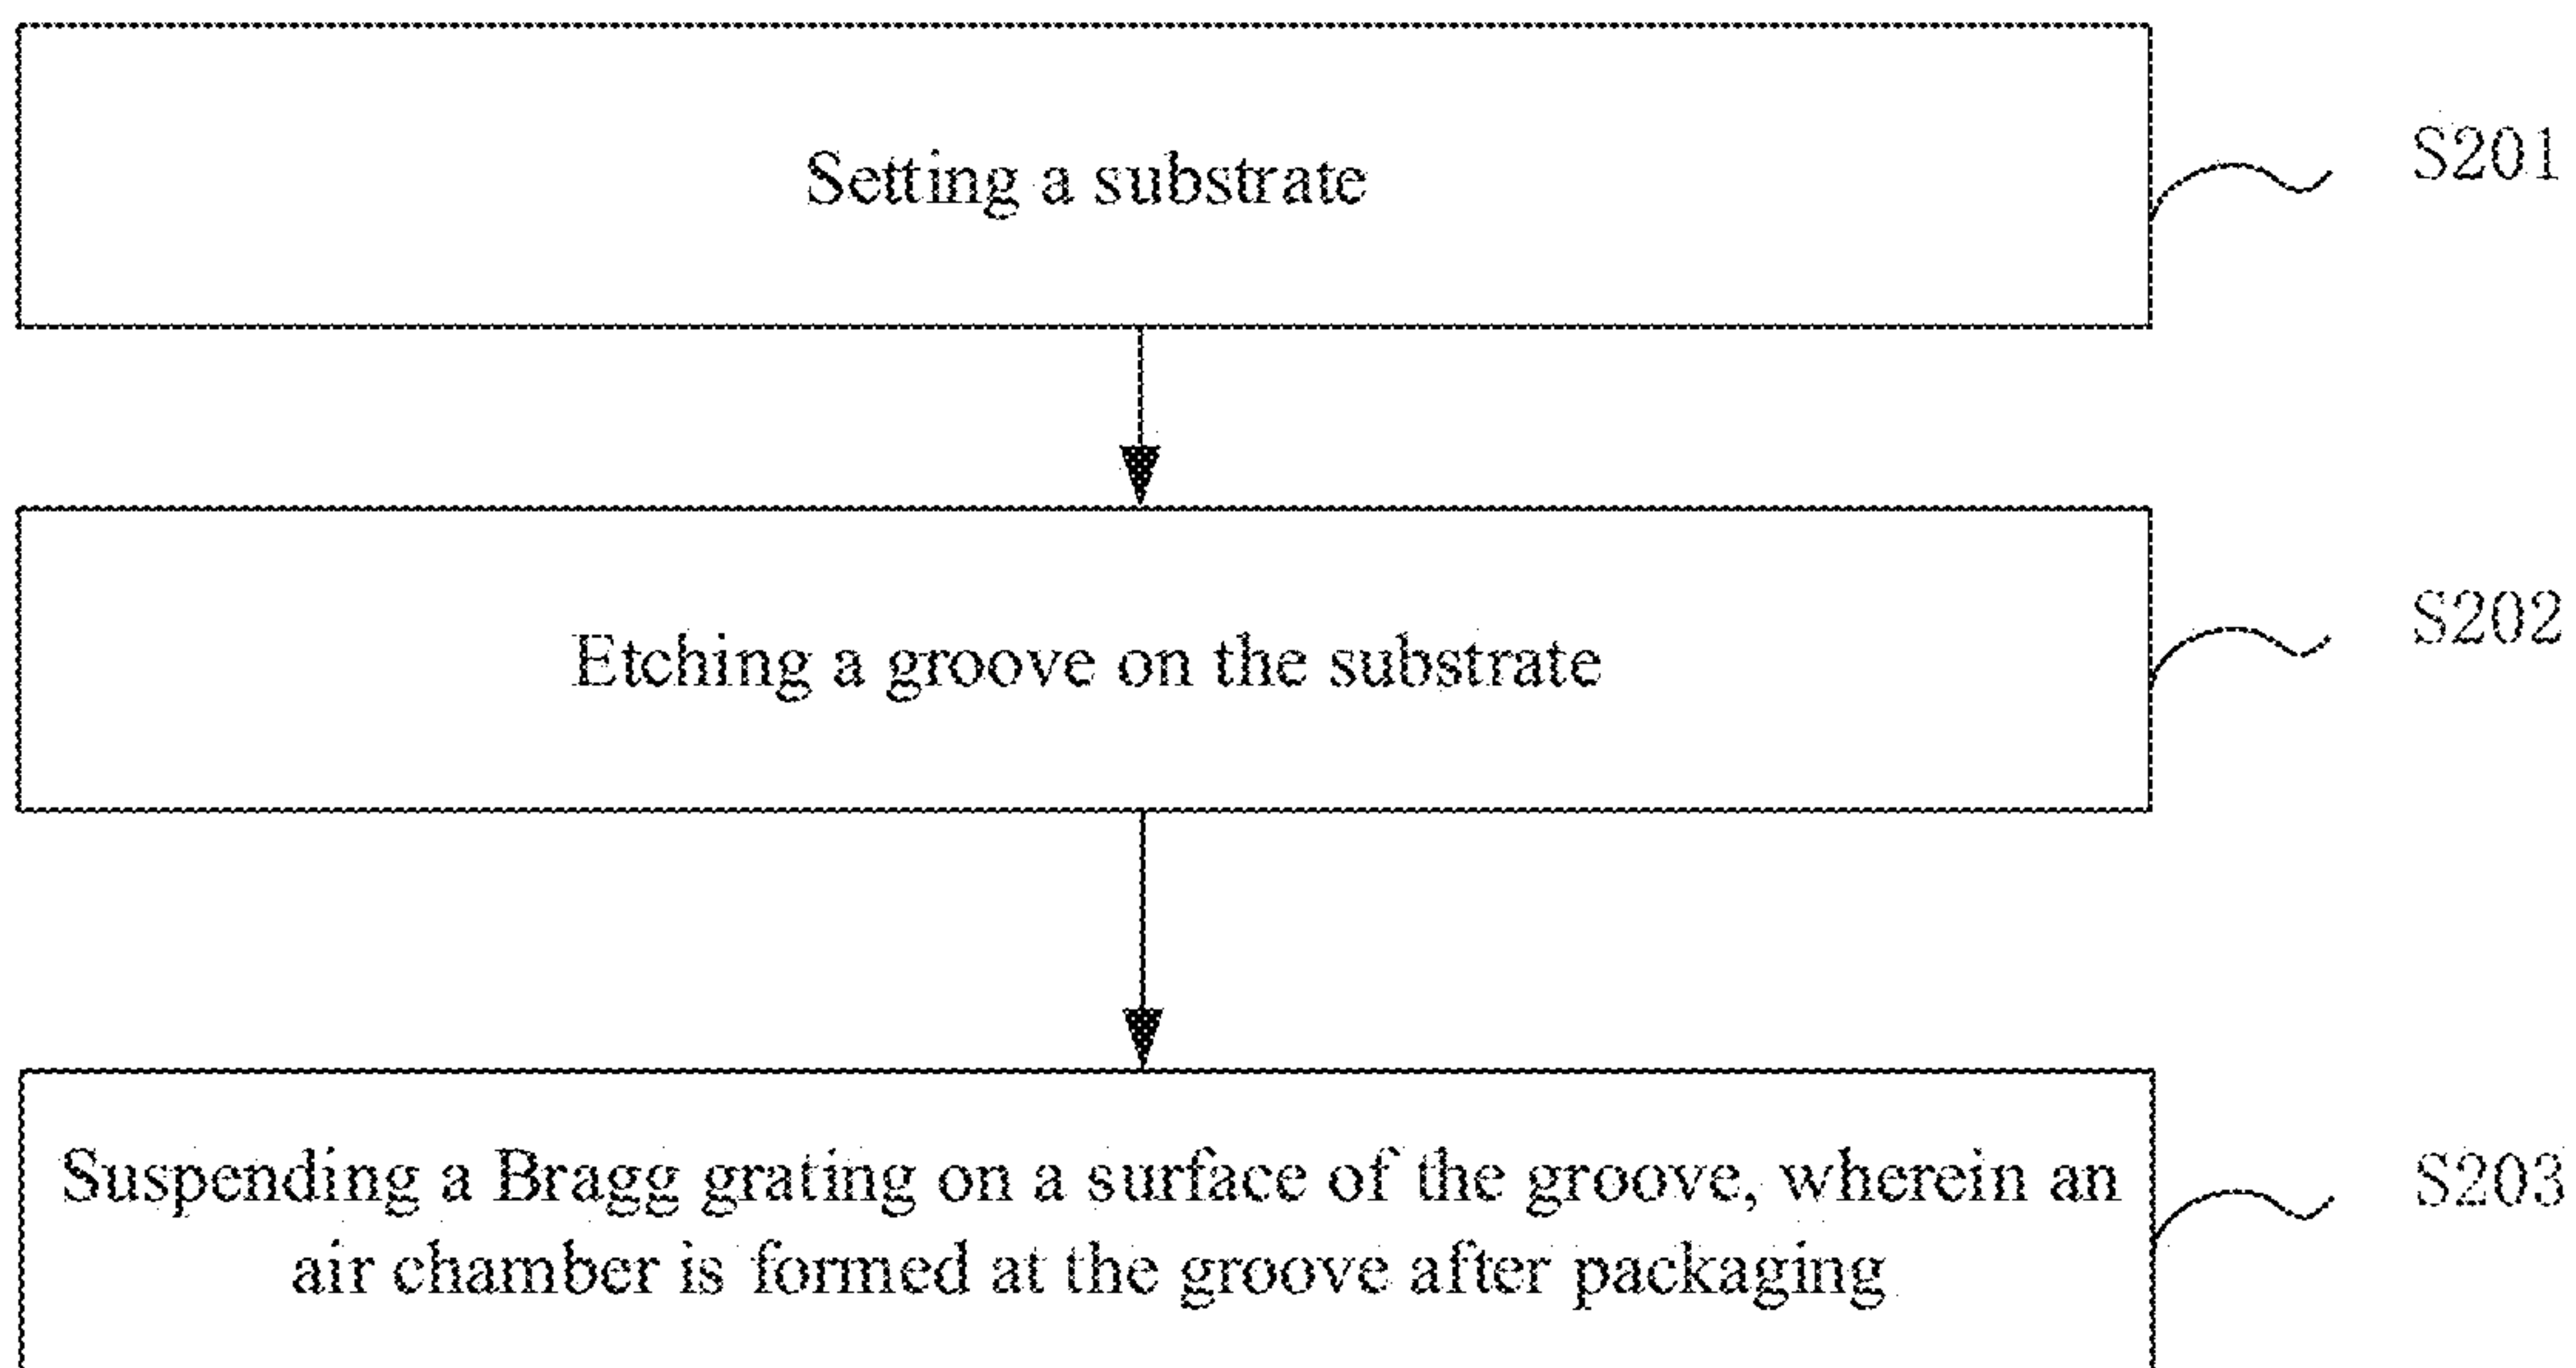 Setting a substrate
S201
Etching a groove on the substrate
S202
Suspending a Bragg grating on a surface of the groove, wherein an
air chamber is formed at the groove after packaging
S203